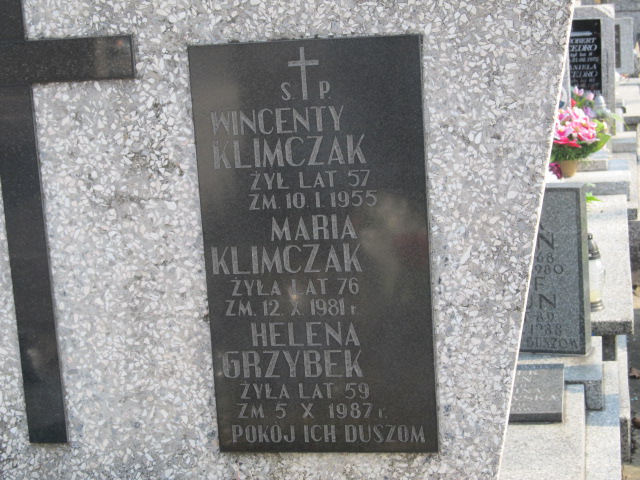 S P
WINCENTY
KLIMCZAK
ŻYŁ LAT 57
ZM. 10. I. 1955
MARIA
KLIMCZAK
ŻYŁA LAT 76
ZM. 12. X. 1981 r.
HELENA
GRZYBEK
ŻYŁA LAT 59
ZM 5 X 1987 r.
POKÓJ ICH DUSZOM